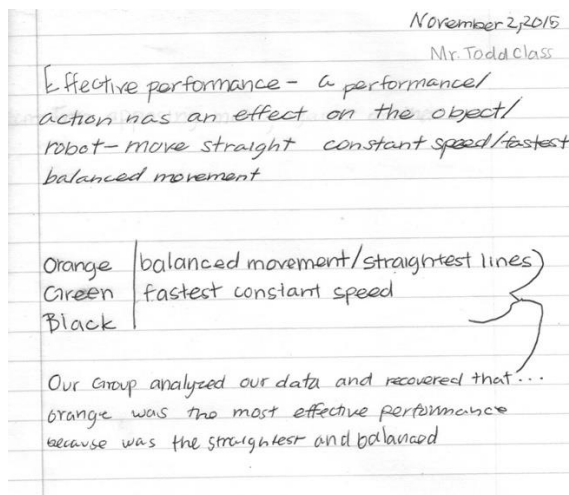 November 2, 2015
Mr. Todd Class
Effective performance - a performance/
action has an effect on the object/
robot - move straight constant speed/fastest
balanced movement
Orange balanced movement/straightest lines
Green fastest constant speed
Black
Our Group analyzed our data and recovered that...
orange was the most effective performance
because was the straightest and balanced